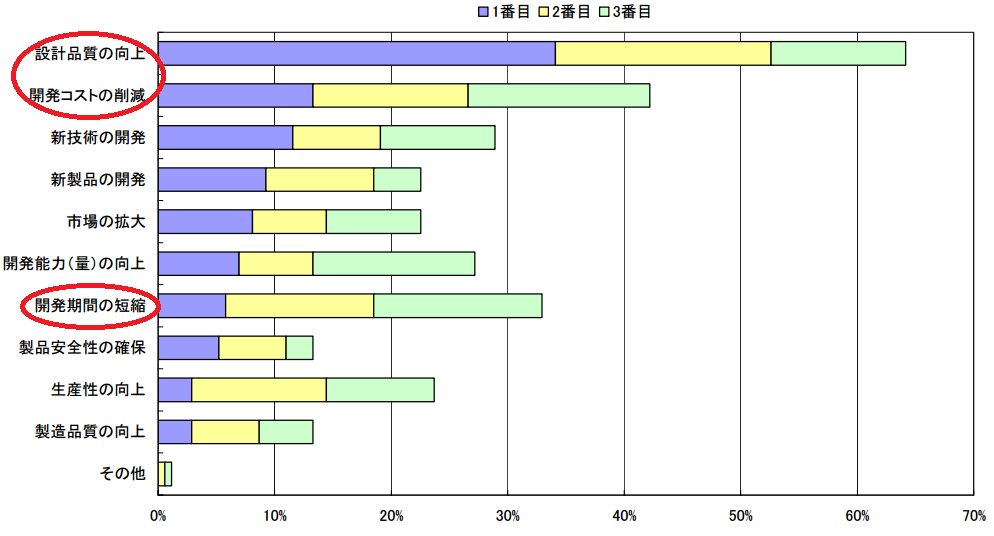 1番目 2番目 3番目
設計品質の向上
開発コストの削減
新技術の開発
新製品の開発
市場の拡大
開発能力(量)の向上
開発期間の短縮
製品安全性の確保
生産性の向上
製造品質の向上
その他
0% 10% 20% 30% 40% 50% 60% 70%